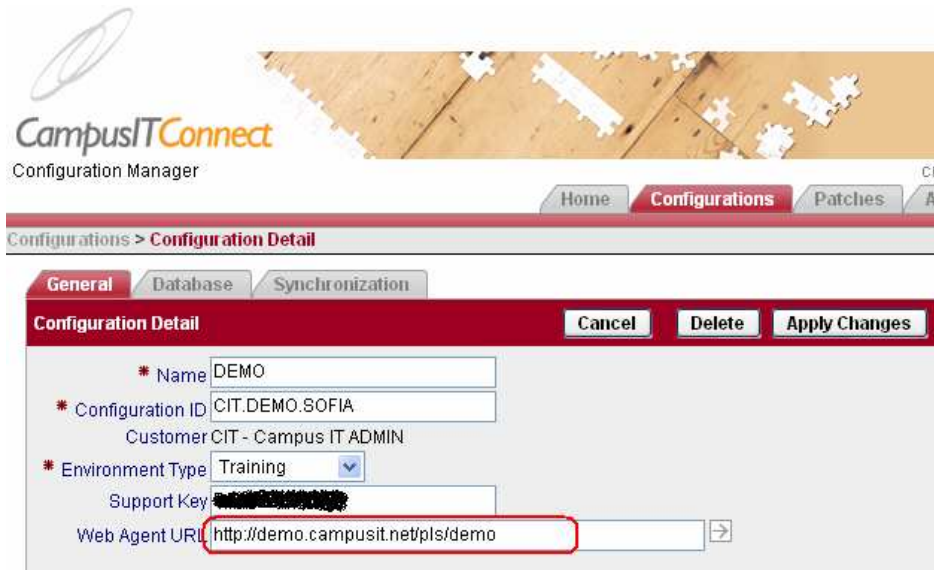 CampusITConnect
Configuration Manager
Home Configurations Patches
Configurations > Configuration Detail
General Database Synchronization
Configuration Detail Cancel Delete Apply Changes
* Name DEMO
* Configuration ID CIT.DEMO.SOFIA
Customer CIT - Campus IT ADMIN
* Environment Type Training
Support Key
Web Agent URL http://demo.campusit.net/pls/demo